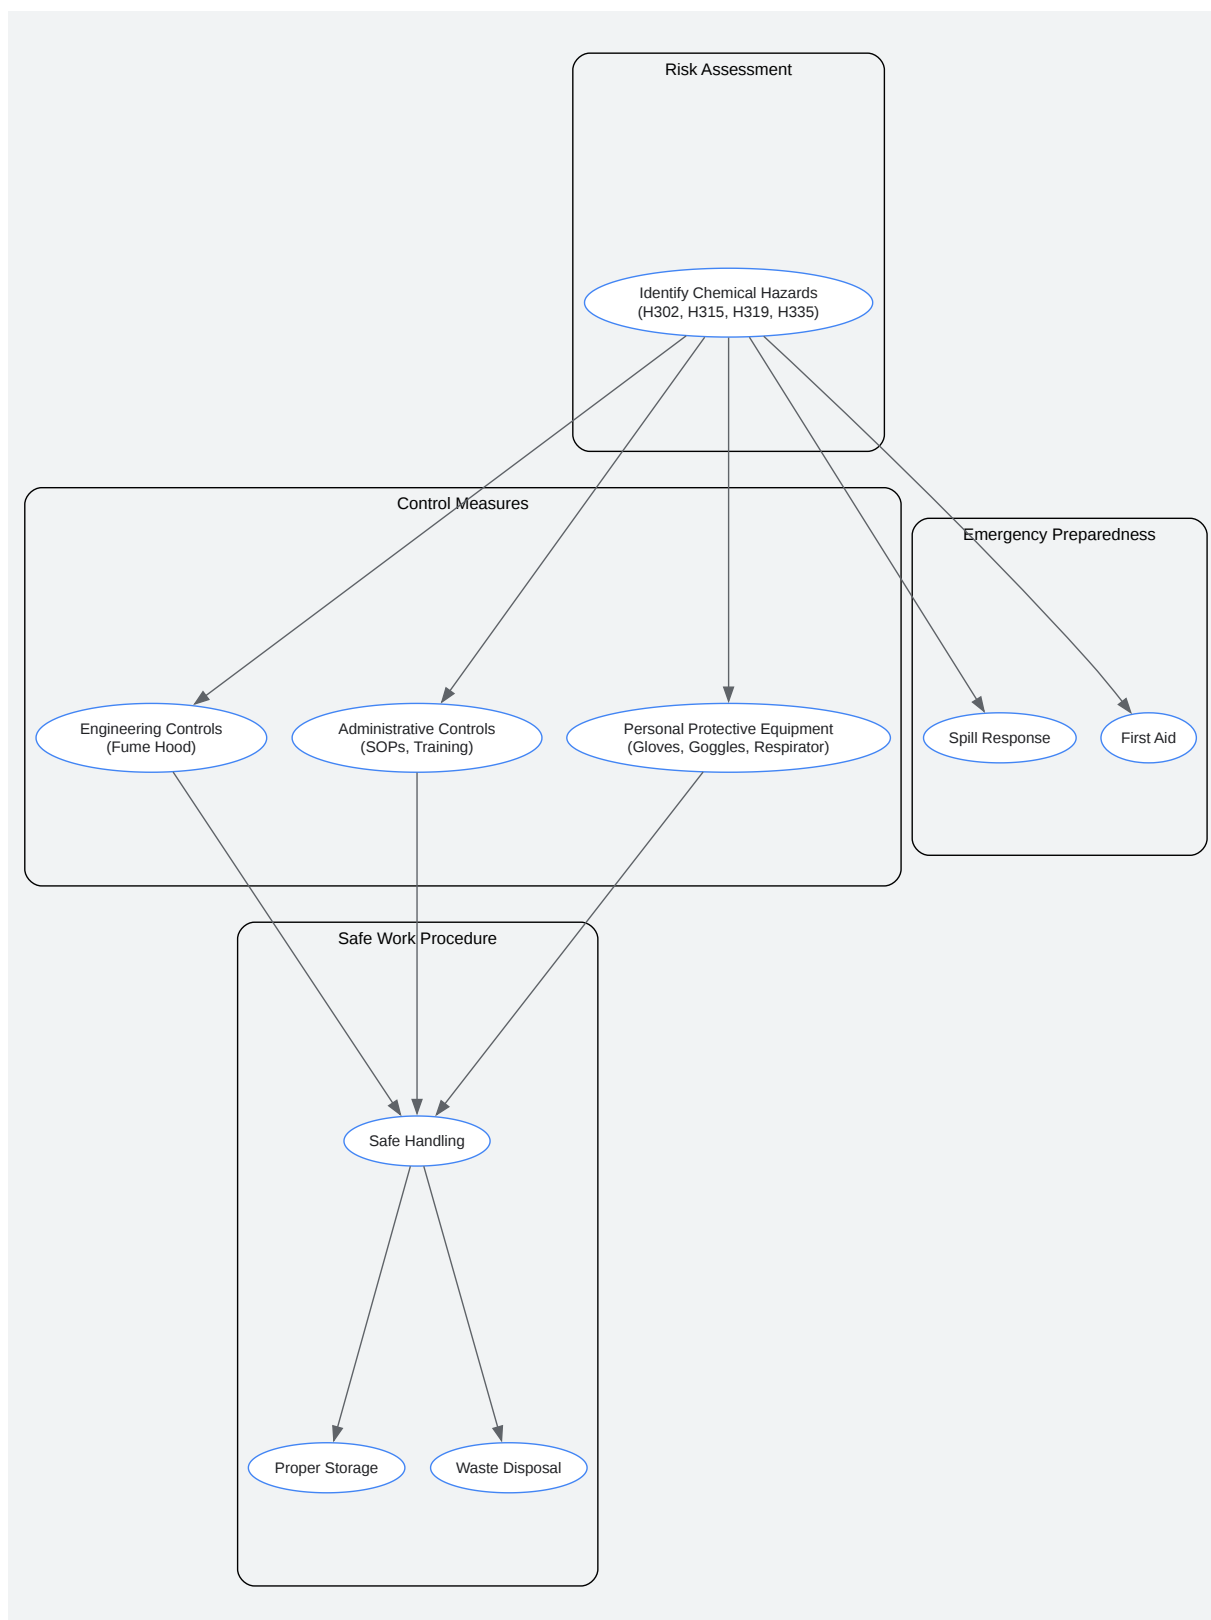 Risk Assessment
Identify Chemical Hazards
(H302, H315, H319, H335)
Control Measures
Emergency Preparedness
Engineering Controls
(Fume Hood)
Administrative Controls
(SOPs, Training)
Personal Protective Equipment
(Gloves, Goggles, Respirator)
Spill Response
First Aid
Safe Work Procedure
Safe Handling
Proper Storage
Waste Disposal